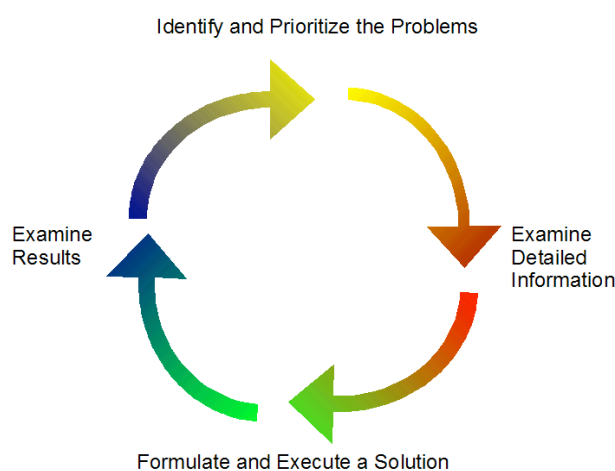 Identify and Prioritize the Problems
Examine
Results
Examine
Detailed
Information
Formulate and Execute a Solution